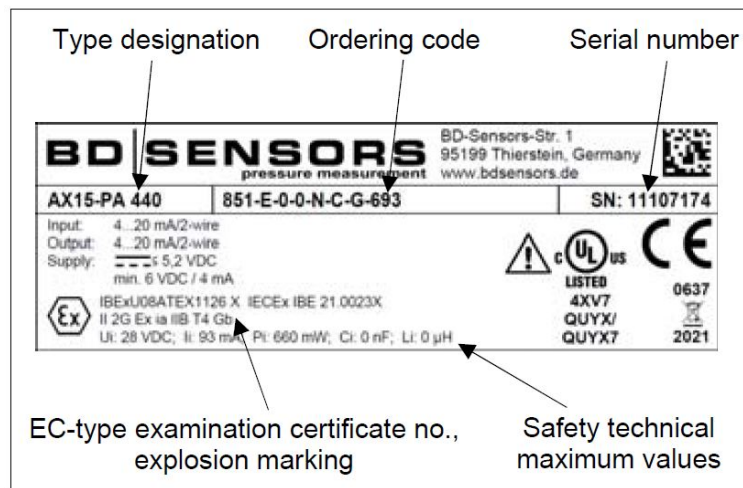 Type designation
Ordering code
Serial number
BD SENSORS
pressure measurement
BD-Sensors-Str. 1
95199 Thierstein, Germany
www.bdsensors.de
AX15-PA 440
851-E-0-0-N-C-G-693
SN: 11107174
Input: 4...20 mA/2-wire
Output: 4...20 mA/2-wire
Supply: ≤ 5,2 VDC
min. 6 VDC / 4 mA
IBExU08ATEX1126 X IECEx IBE 21.0023X
II 2G Ex ia IIB T4 Gb
Ui: 28 VDC; Ii: 93 mA; Pi: 660 mW; Ci: 0 nF; Li: 0 µH
Ex
C UL US
LISTED
4XV7
QUYX/
QUYX7
CE
0637
2021
EC-type examination certificate no.,
explosion marking
Safety technical
maximum values